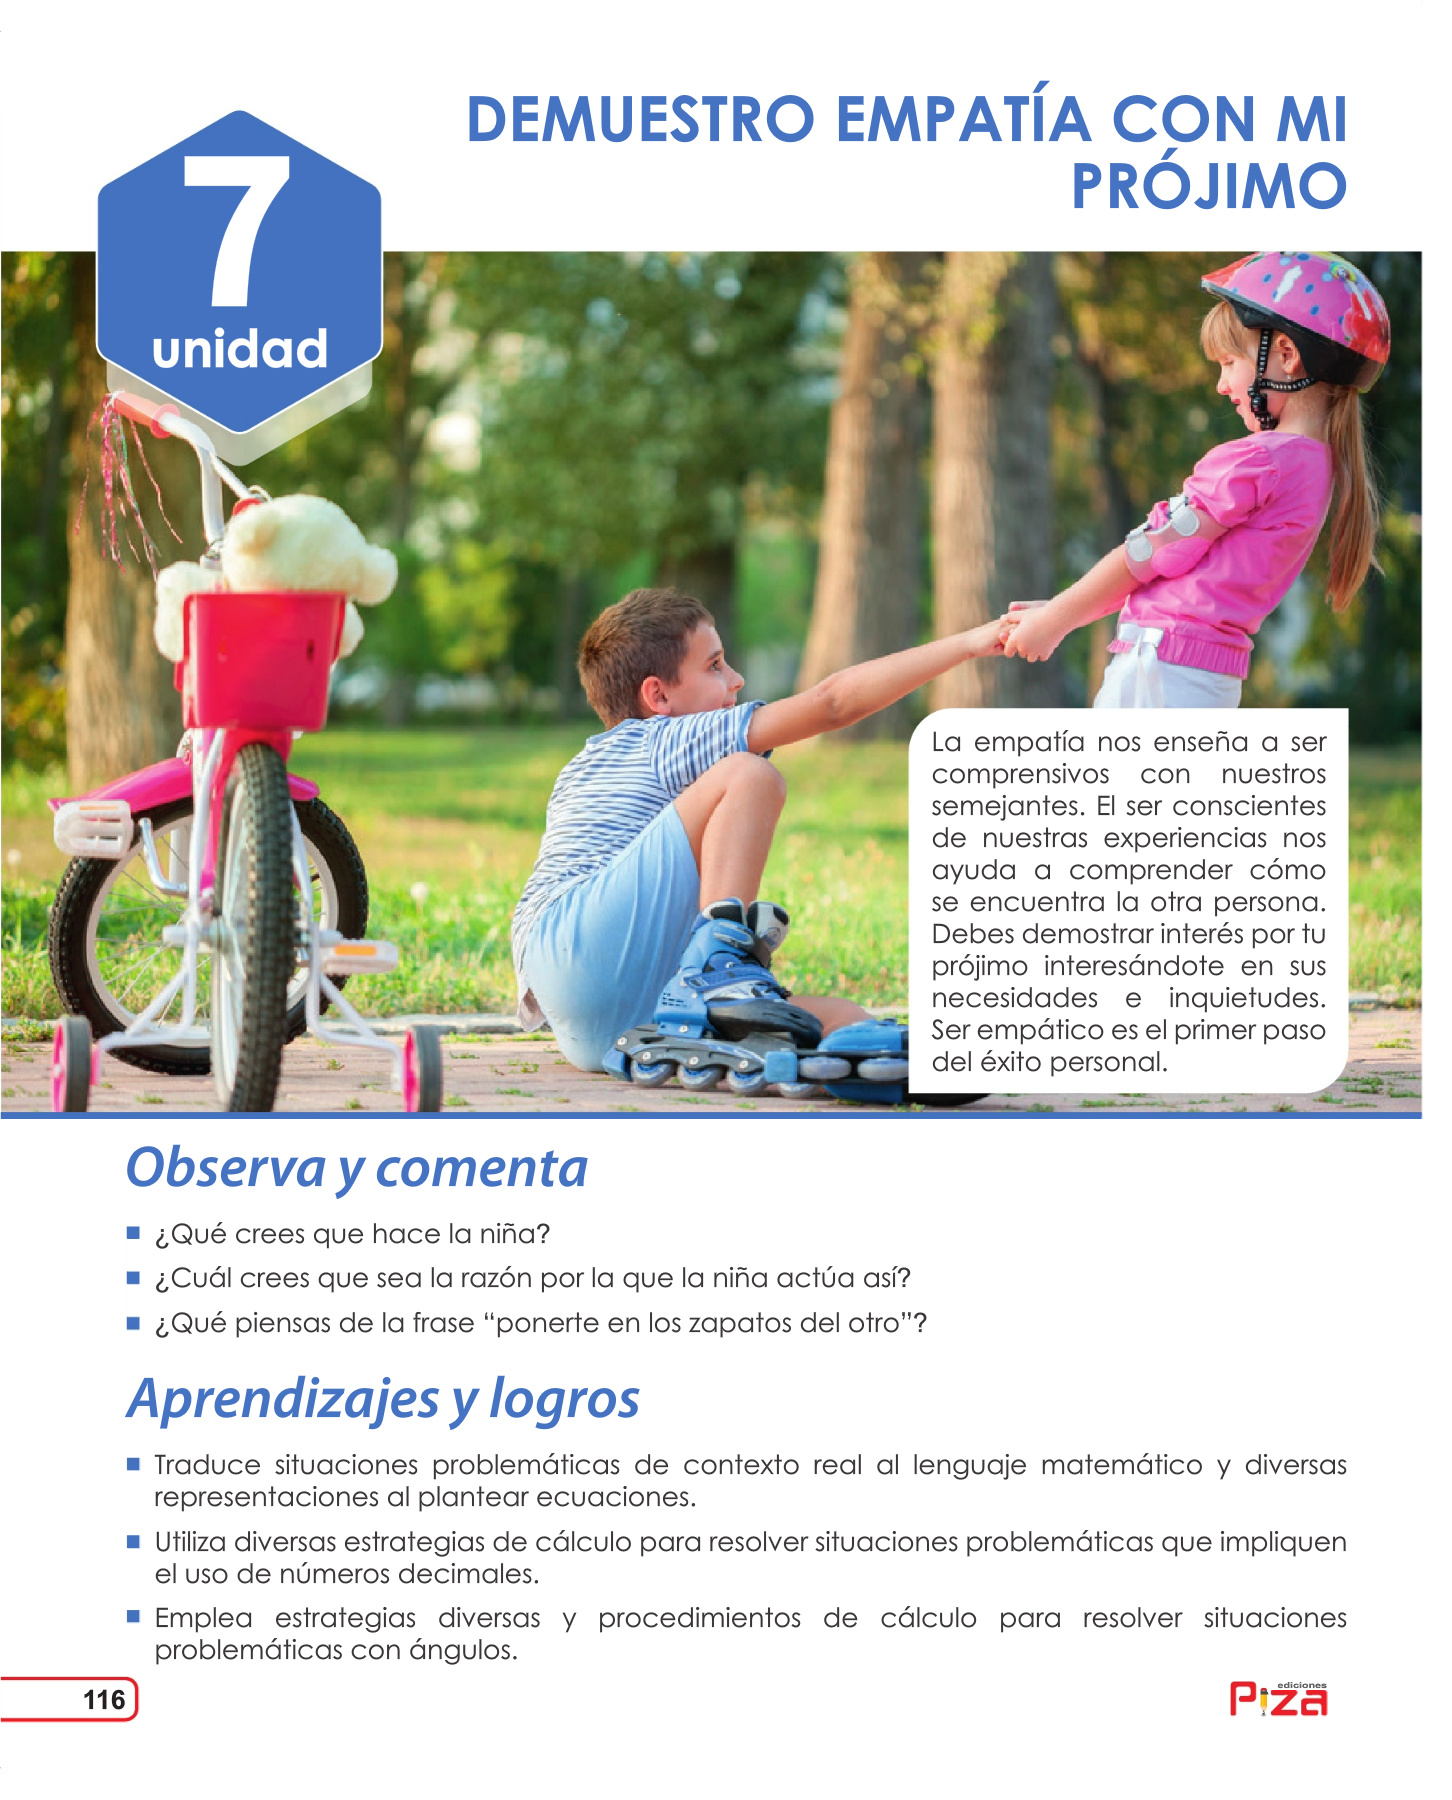 DEMUESTRO EMPATÍA CON MI
PRÓJIMO
7
unidad
La empatía nos enseña a ser
comprensivos con nuestros
semejantes. El ser conscientes
de nuestras experiencias nos
ayuda a comprender cómo
se encuentra la otra persona.
Debes demostrar interés por tu
prójimo interesándote en sus
necesidades e inquietudes.
Ser empático es el primer paso
del éxito personal.
Observa y comenta
¿Qué crees que hace la niña?
¿Cuál crees que sea la razón por la que la niña actúa así?
¿Qué piensas de la frase “ponerte en los zapatos del otro”?
Aprendizajes y logros
Traduce situaciones problemáticas de contexto real al lenguaje matemático y diversas
representaciones al plantear ecuaciones.
Utiliza diversas estrategias de cálculo para resolver situaciones problemáticas que impliquen
el uso de números decimales.
Emplea estrategias diversas y procedimientos de cálculo para resolver situaciones
problemáticas con ángulos.
116
ediciones
Piza